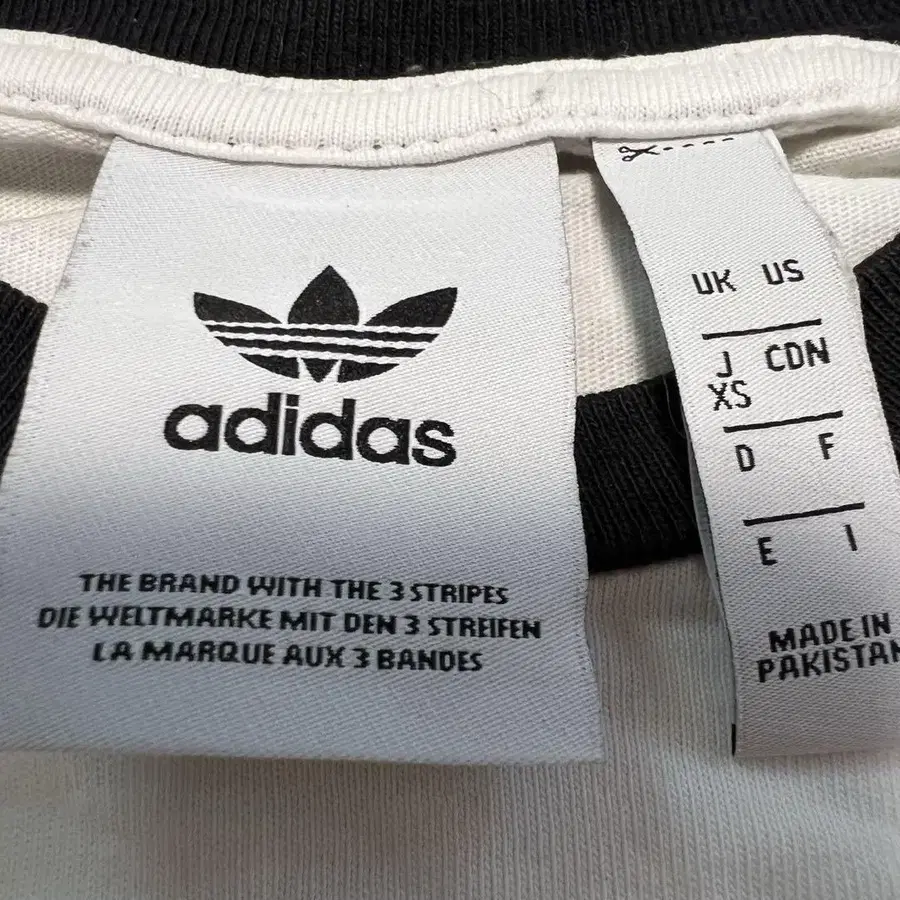 adidas
THE BRAND WITH THE 3 STRIPES
DIE WELTMARKE MIT DEN 3 STREIFEN
LA MARQUE AUX 3 BANDES
UK US
J CDN
XS
D F
E I
MADE IN
PAKISTAN